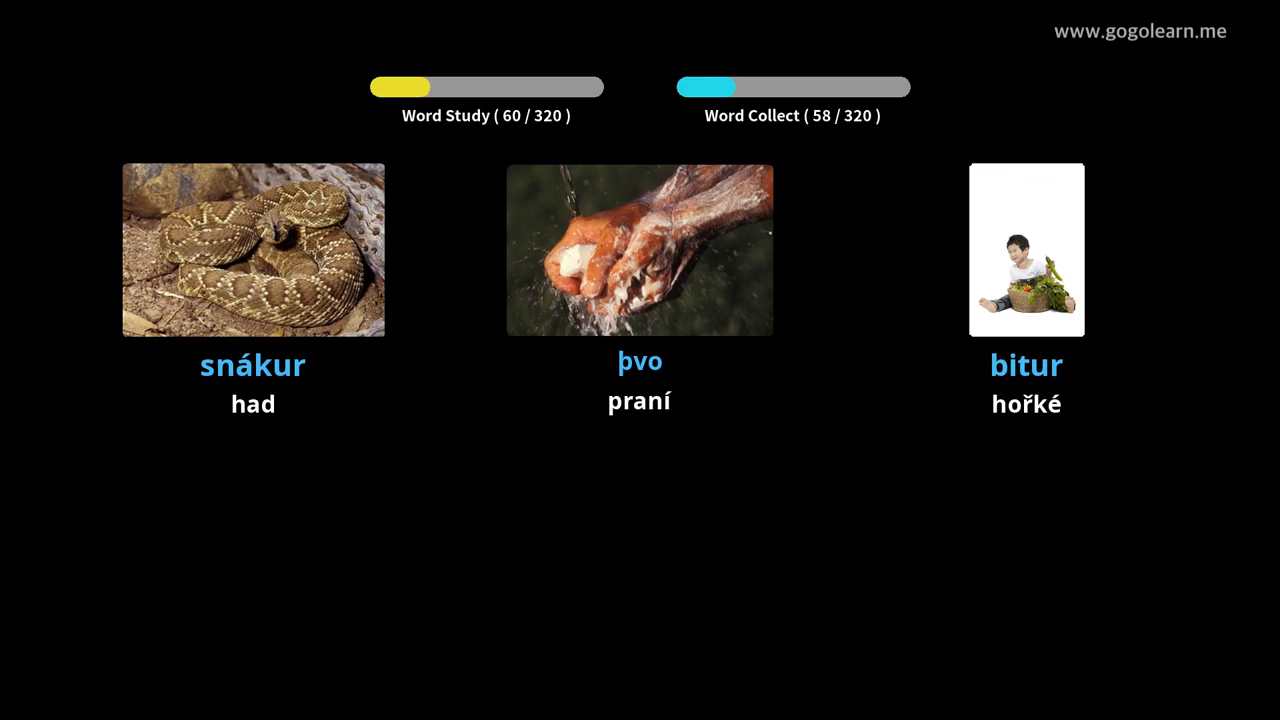 www.gogolearn.me
Word Study ( 60 / 320 )
Word Collect ( 58 / 320 )
snákur
had
þvo
praní
bitur
hořké